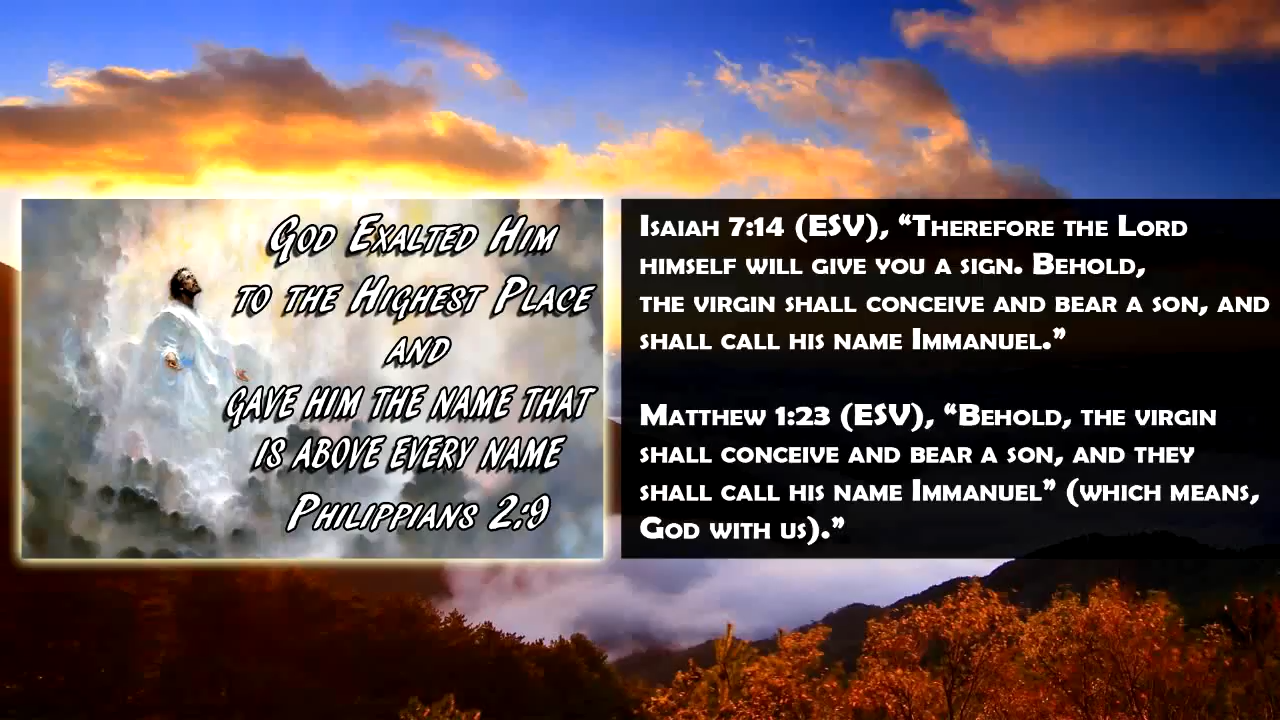 God Exalted Him
to the Highest Place
and
gave him the name that
is above every name
Philippians 2:9
Isaiah 7:14 (ESV), “Therefore the Lord
himself will give you a sign. Behold,
the virgin shall conceive and bear a son, and
shall call his name Immanuel.”
Matthew 1:23 (ESV), “Behold, the virgin
shall conceive and bear a son, and they
shall call his name Immanuel” (which means,
God with us).”